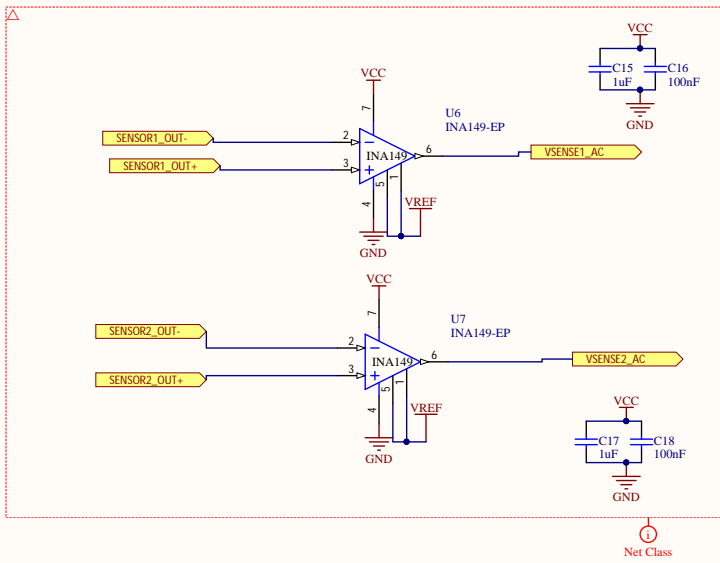 VCC
C15
1uF
C16
100nF
GND
VCC
7
U6
INA149-EP
SENSOR1_OUT-
2
INA149
6
VSENSE1_AC
SENSOR1_OUT+
3
5
1
4
VREF
GND
VCC
7
U7
INA149-EP
SENSOR2_OUT-
2
INA149
6
VSENSE2_AC
SENSOR2_OUT+
3
5
1
4
VREF
GND
VCC
C17
1uF
C18
100nF
GND
i
Net Class